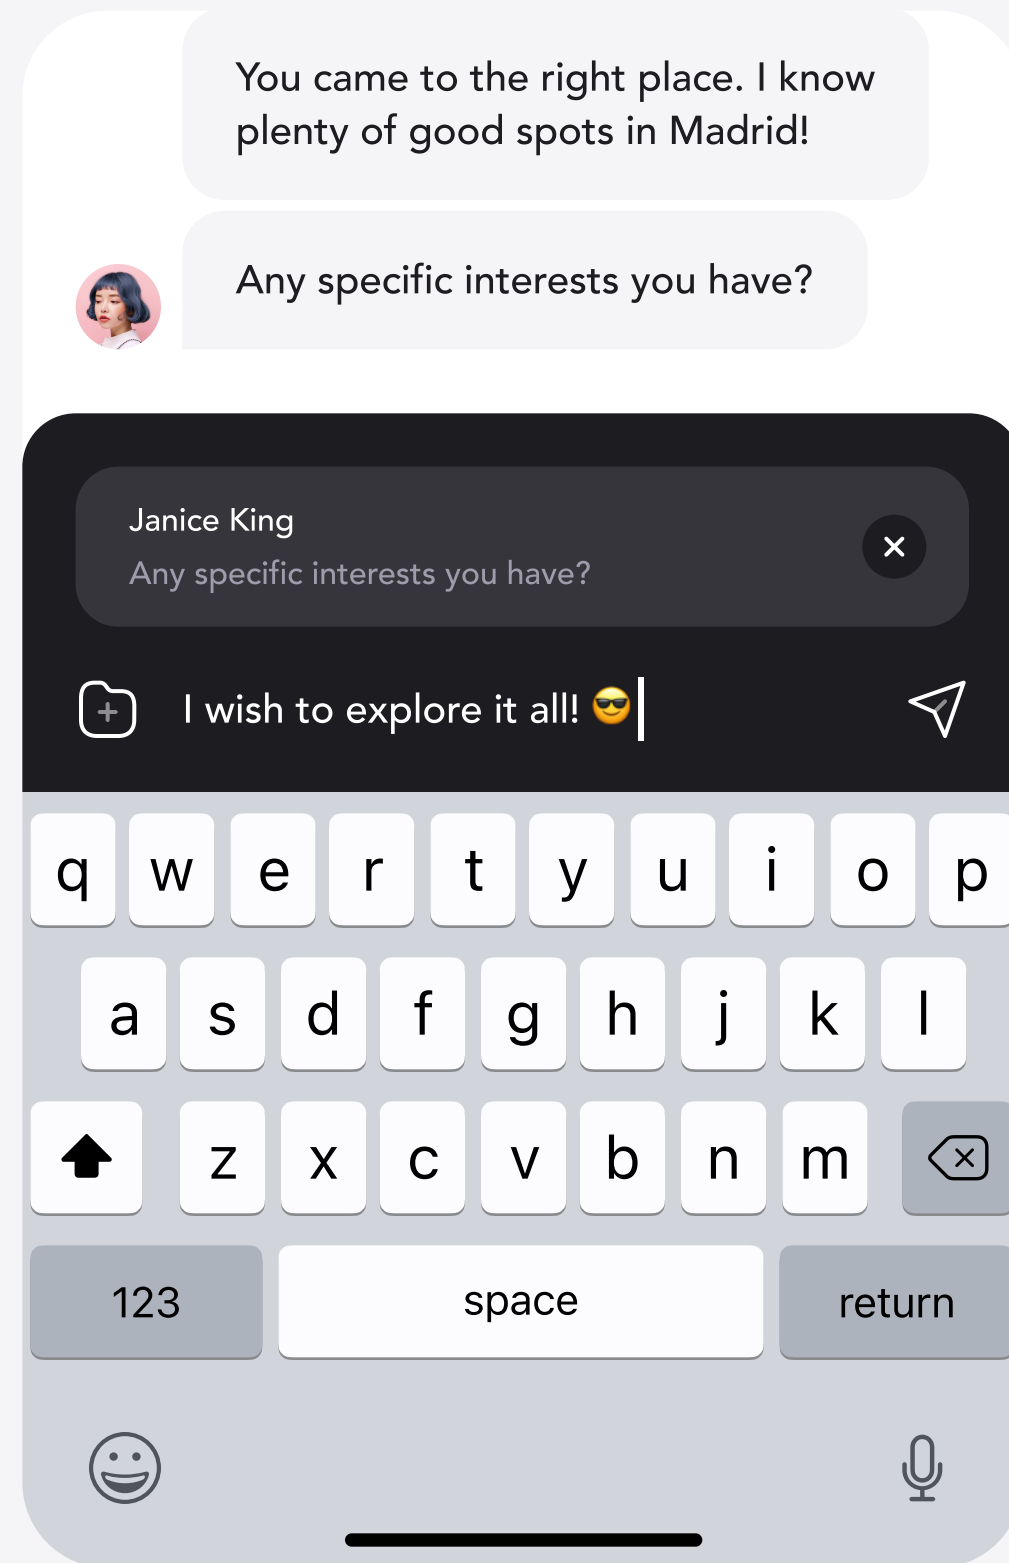 You came to the right place. I know
plenty of good spots in Madrid!
Any specific interests you have?
Janice King
Any specific interests you have?
I wish to explore it all! 😎
q w e r t y u i o p
a s d f g h j k l
z x c v b n m
123 space return